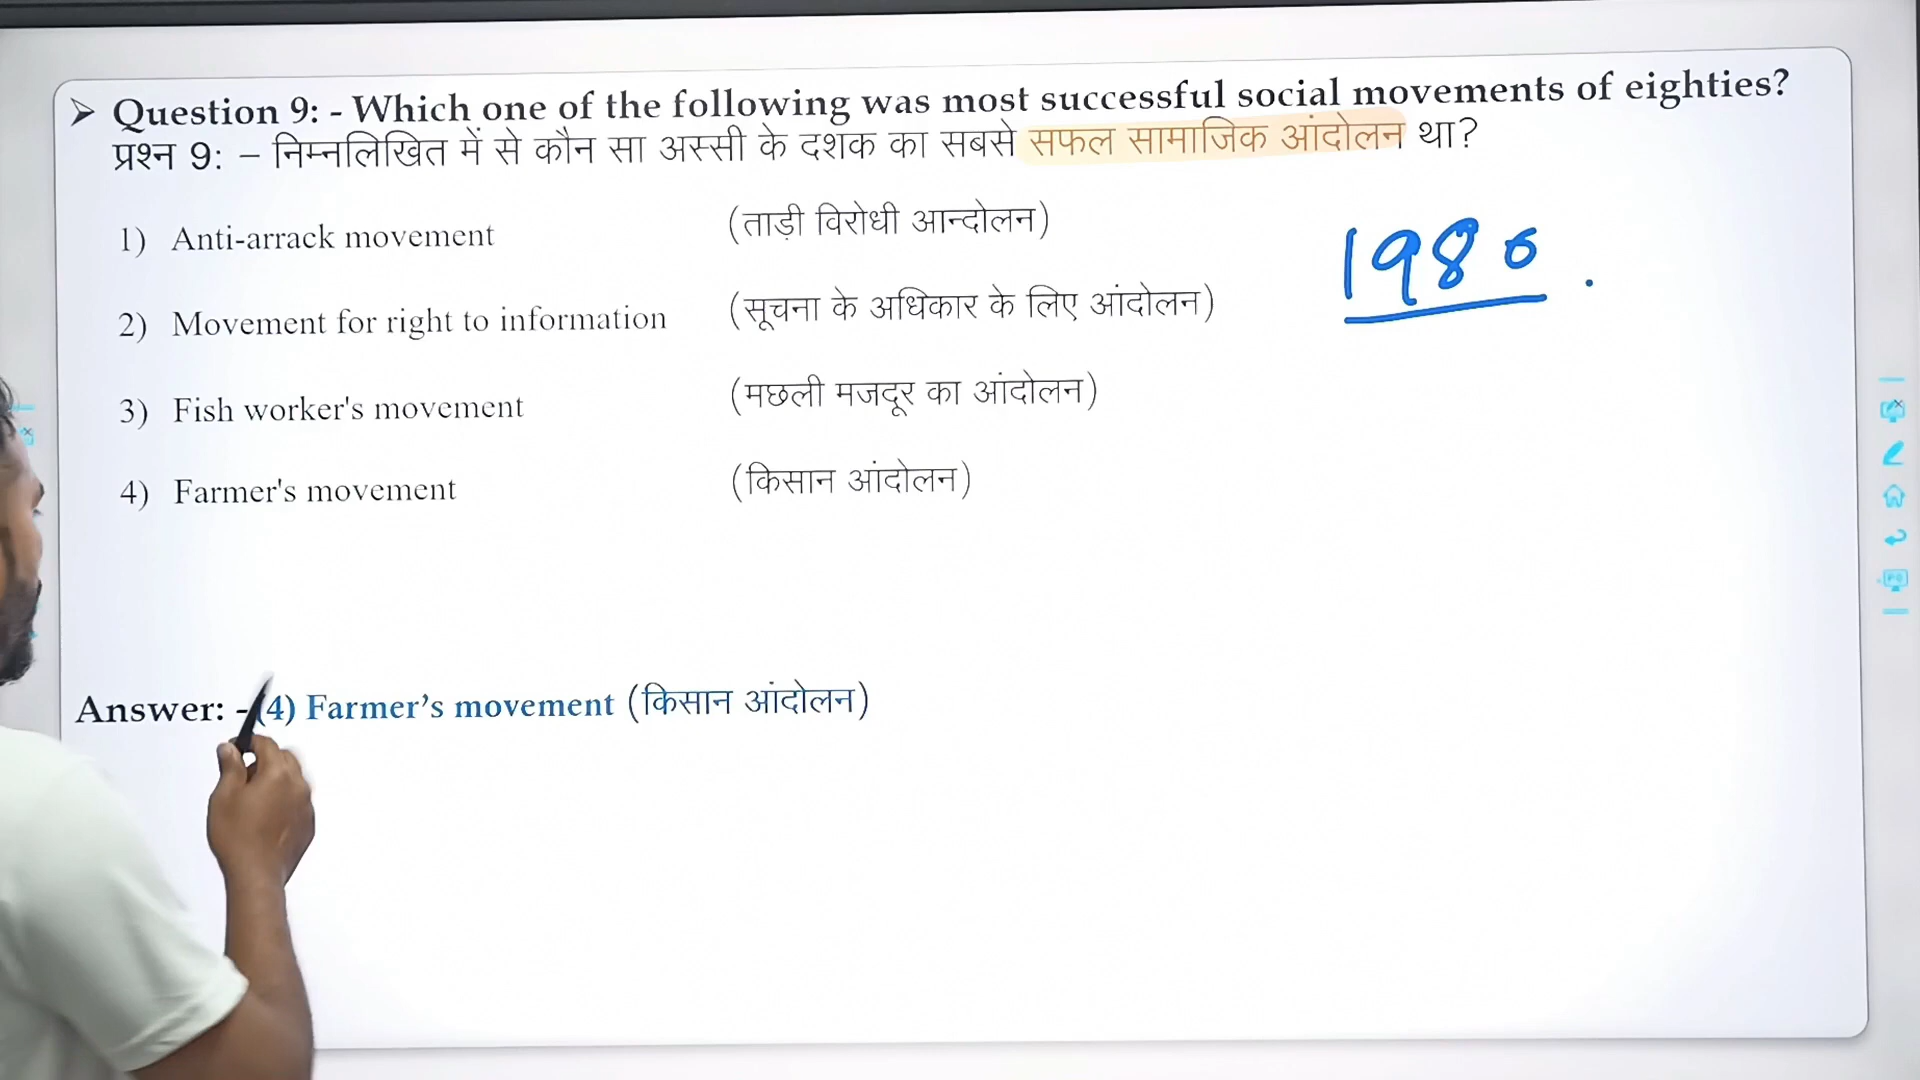 ➢ Question 9: - Which one of the following was most successful social movements of eighties?
प्रश्न 9: – निम्नलिखित में से कौन सा अस्सी के दशक का सबसे सफल सामाजिक आंदोलन था?
1) Anti-arrack movement (ताड़ी विरोधी आन्दोलन)
1980.
2) Movement for right to information (सूचना के अधिकार के लिए आंदोलन)
3) Fish worker's movement (मछली मजदूर का आंदोलन)
4) Farmer's movement (किसान आंदोलन)
Answer: - (4) Farmer’s movement (किसान आंदोलन)